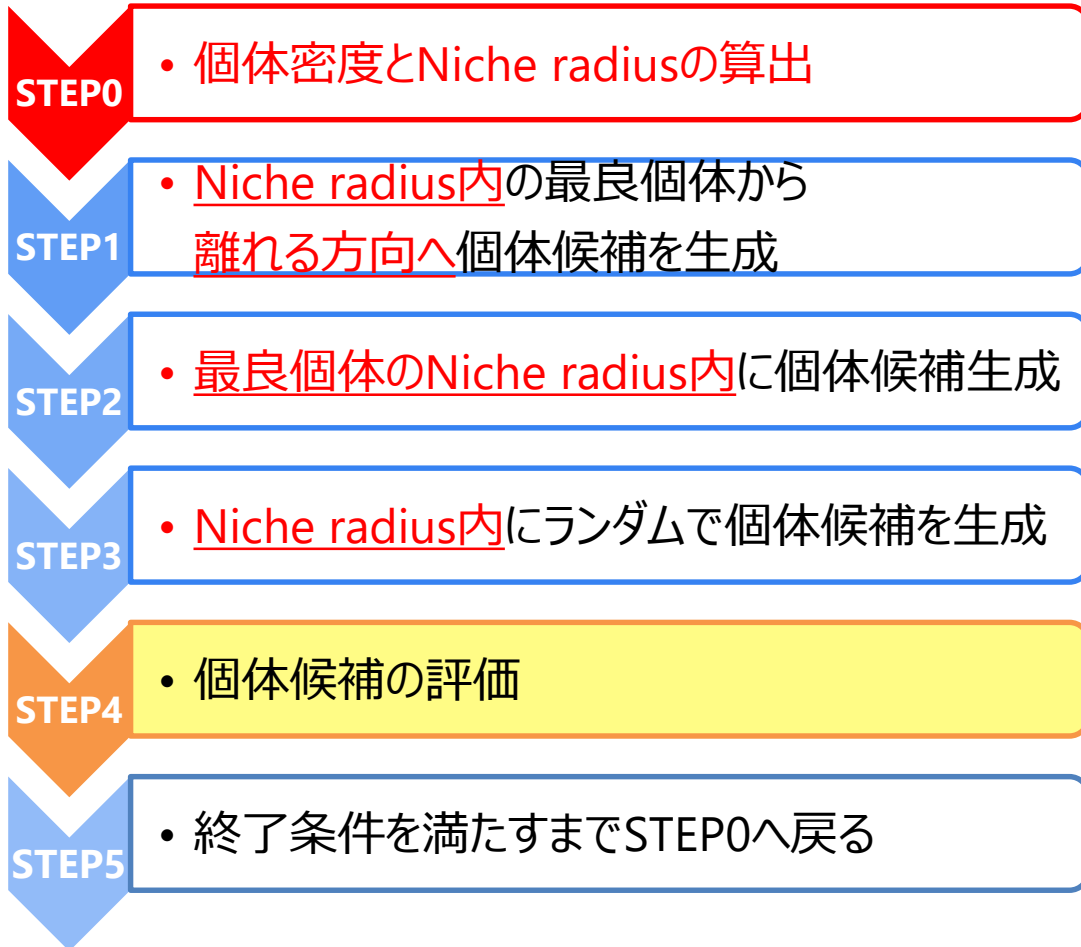 STEP0
• 個体密度とNiche radiusの算出
STEP1
• Niche radius内の最良個体から
離れる方向へ個体候補を生成
STEP2
• 最良個体のNiche radius内に個体候補生成
STEP3
• Niche radius内にランダムで個体候補を生成
STEP4
• 個体候補の評価
STEP5
• 終了条件を満たすまでSTEP0へ戻る